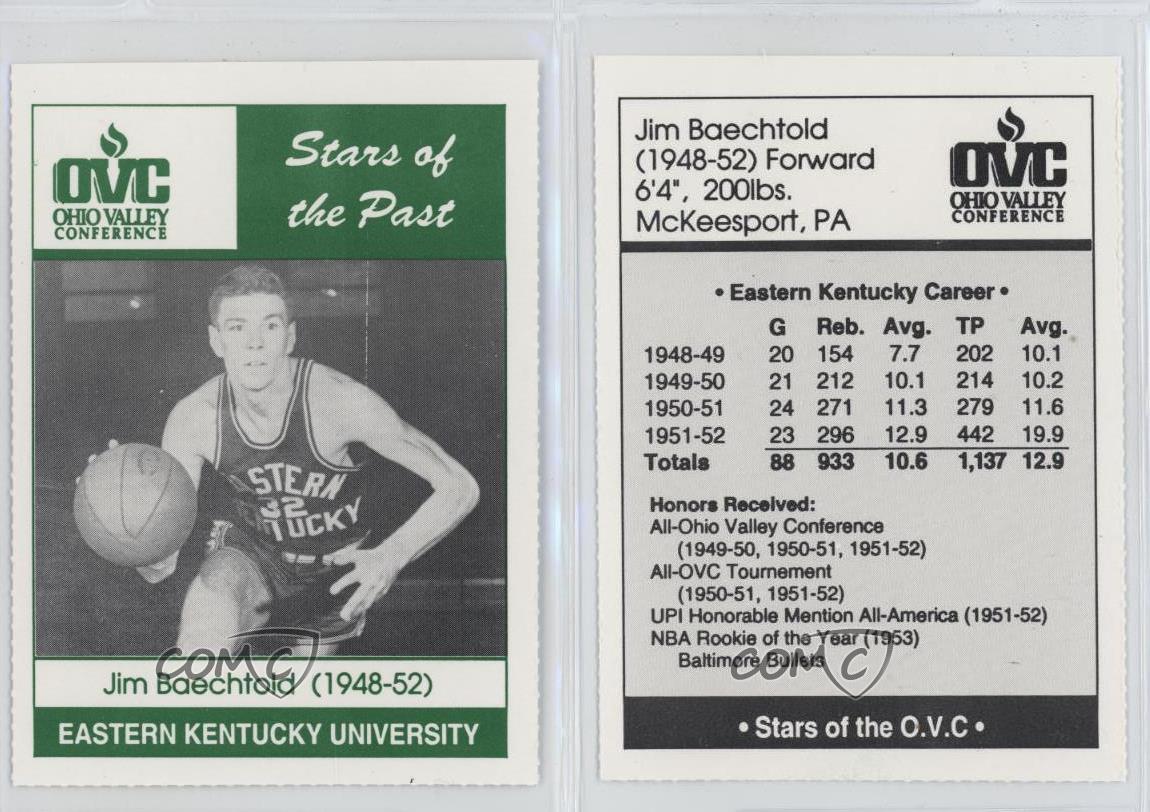 OVC
OHIO VALLEY
CONFERENCE
Stars of
the Past
STERN
32
TUCKY
Jim Baechtold (1948-52)
EASTERN KENTUCKY UNIVERSITY
COMC
Jim Baechtold
(1948-52) Forward
6'4", 200lbs.
McKeesport, PA
OVC
OHIO VALLEY
CONFERENCE
• Eastern Kentucky Career •
G Reb. Avg. TP Avg.
1948-49 20 154 7.7 202 10.1
1949-50 21 212 10.1 214 10.2
1950-51 24 271 11.3 279 11.6
1951-52 23 296 12.9 442 19.9
Totals 88 933 10.6 1,137 12.9
Honors Received:
All-Ohio Valley Conference
(1949-50, 1950-51, 1951-52)
All-OVC Tournement
(1950-51, 1951-52)
UPI Honorable Mention All-America (1951-52)
NBA Rookie of the Year (1953)
Baltimore Bullets
COMC
• Stars of the O.V.C •